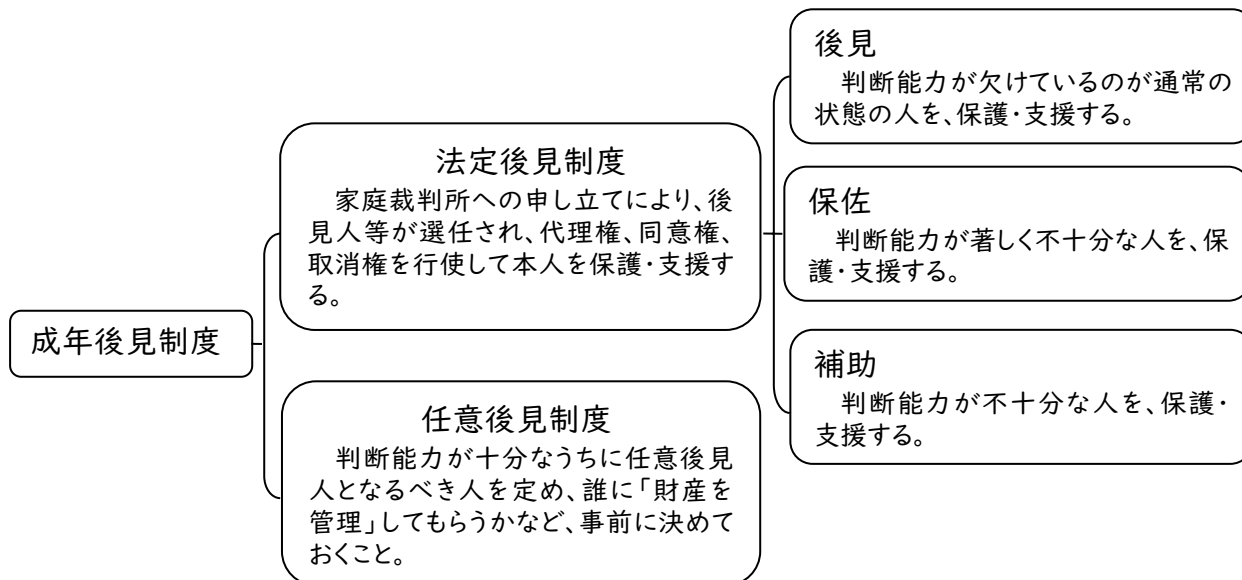 成年後見制度
法定後見制度
家庭裁判所への申し立てにより、後
見人等が選任され、代理権、同意権、
取消権を行使して本人を保護・支援す
る。
任意後見制度
判断能力が十分なうちに任意後見
人となるべき人を定め、誰に「財産を
管理」してもらうかなど、事前に決めて
おくこと。
後見
判断能力が欠けているのが通常の
状態の人を、保護・支援する。
保佐
判断能力が著しく不十分な人を、保
護・支援する。
補助
判断能力が不十分な人を、保護・
支援する。